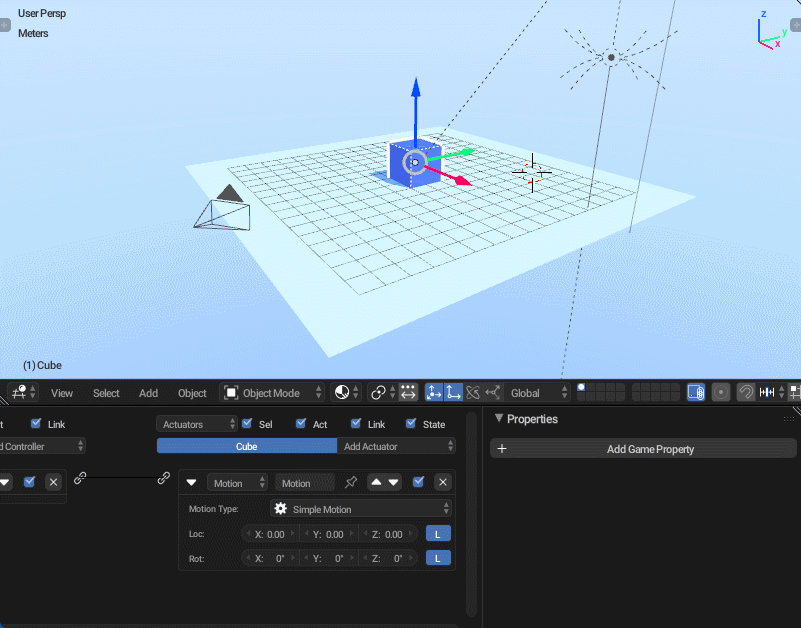 User Persp
Meters
z
y
x
(1) Cube
View Select Add Object Object Mode Global
t Link Actuators Sel Act Link State
d Controller Cube Add Actuator
Motion Motion
Motion Type: Simple Motion
Loc: X: 0.00 Y: 0.00 Z: 0.00 L
Rot: X: 0° Y: 0° Z: 0° L
Properties
Add Game Property